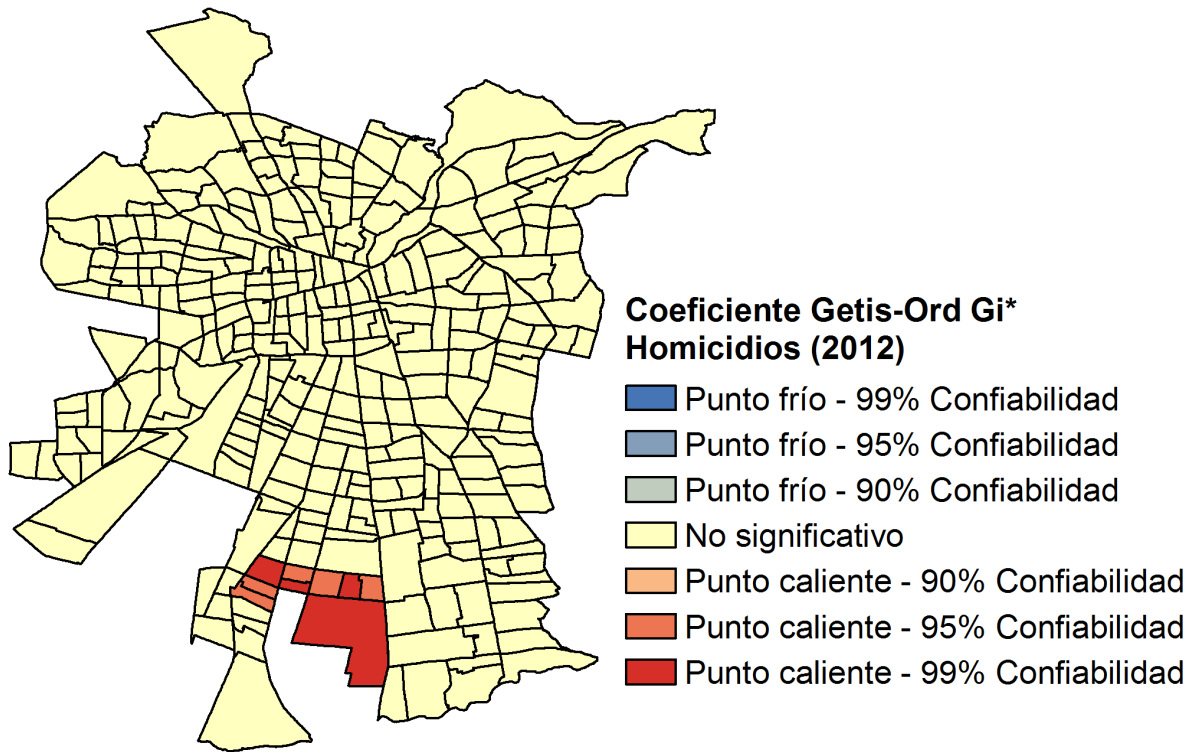 Coeficiente Getis-Ord Gi*
Homicidios (2012)
Punto frío - 99% Confiabilidad
Punto frío - 95% Confiabilidad
Punto frío - 90% Confiabilidad
No significativo
Punto caliente - 90% Confiabilidad
Punto caliente - 95% Confiabilidad
Punto caliente - 99% Confiabilidad